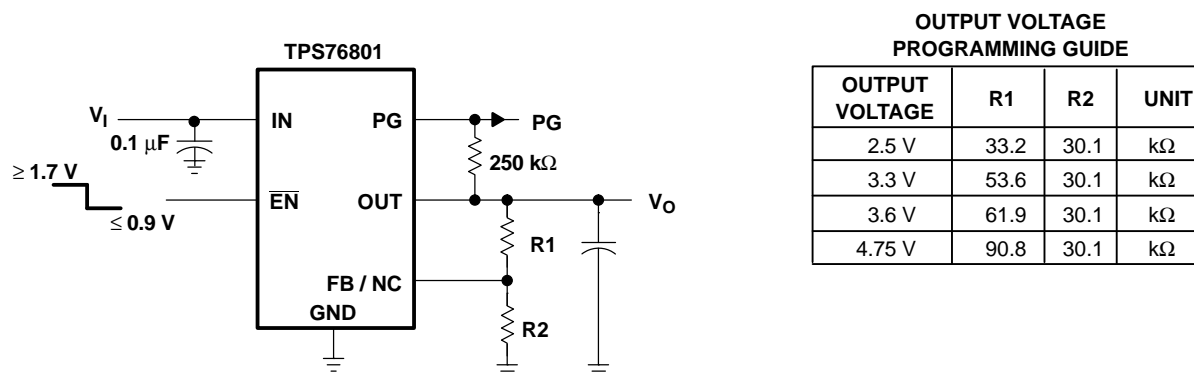 TPS76801
V_I
0.1 μF
≥ 1.7 V
≤ 0.9 V
IN
PG
PG
250 kΩ
E̅N̅
OUT
V_O
R1
FB / NC
GND
R2
OUTPUT VOLTAGE
PROGRAMMING GUIDE
OUTPUT VOLTAGE R1 R2 UNIT
2.5 V 33.2 30.1 kΩ
3.3 V 53.6 30.1 kΩ
3.6 V 61.9 30.1 kΩ
4.75 V 90.8 30.1 kΩ